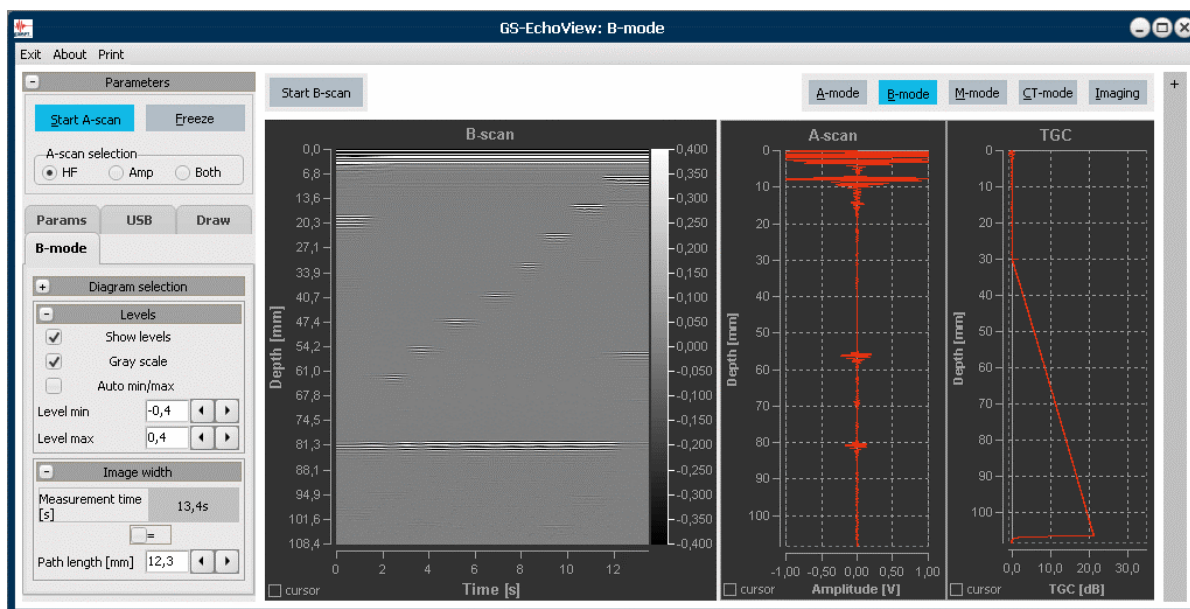 GS-EchoView: B-mode
Exit About Print
Parameters
Start A-scan Freeze
A-scan selection
HF Amp Both
Params USB Draw
B-mode
Diagram selection
Levels
Show levels
Gray scale
Auto min/max
Level min -0,4
Level max 0,4
Image width
Measurement time [s] 13,4s
=
Path length [mm] 12,3
Start B-scan
A-mode B-mode M-mode CT-mode Imaging
+
B-scan
0,0
6,8
13,6
20,3
27,1
33,9
40,7
47,4
54,2
61,0
67,8
74,5
81,3
88,1
94,9
101,6
108,4
Depth [mm]
0 2 4 6 8 10 12
Time [s]
cursor
0,400
0,350
0,300
0,250
0,200
0,150
0,100
0,050
0,000
-0,050
-0,100
-0,150
-0,200
-0,250
-0,300
-0,350
-0,400
A-scan
0
10
20
30
40
50
60
70
80
90
100
Depth [mm]
-1,00 -0,50 0,00 0,50 1,00
Amplitude [V]
cursor
TGC
0
10
20
30
40
50
60
70
80
90
100
Depth [mm]
0,0 10,0 20,0 30,0
TGC [dB]
cursor